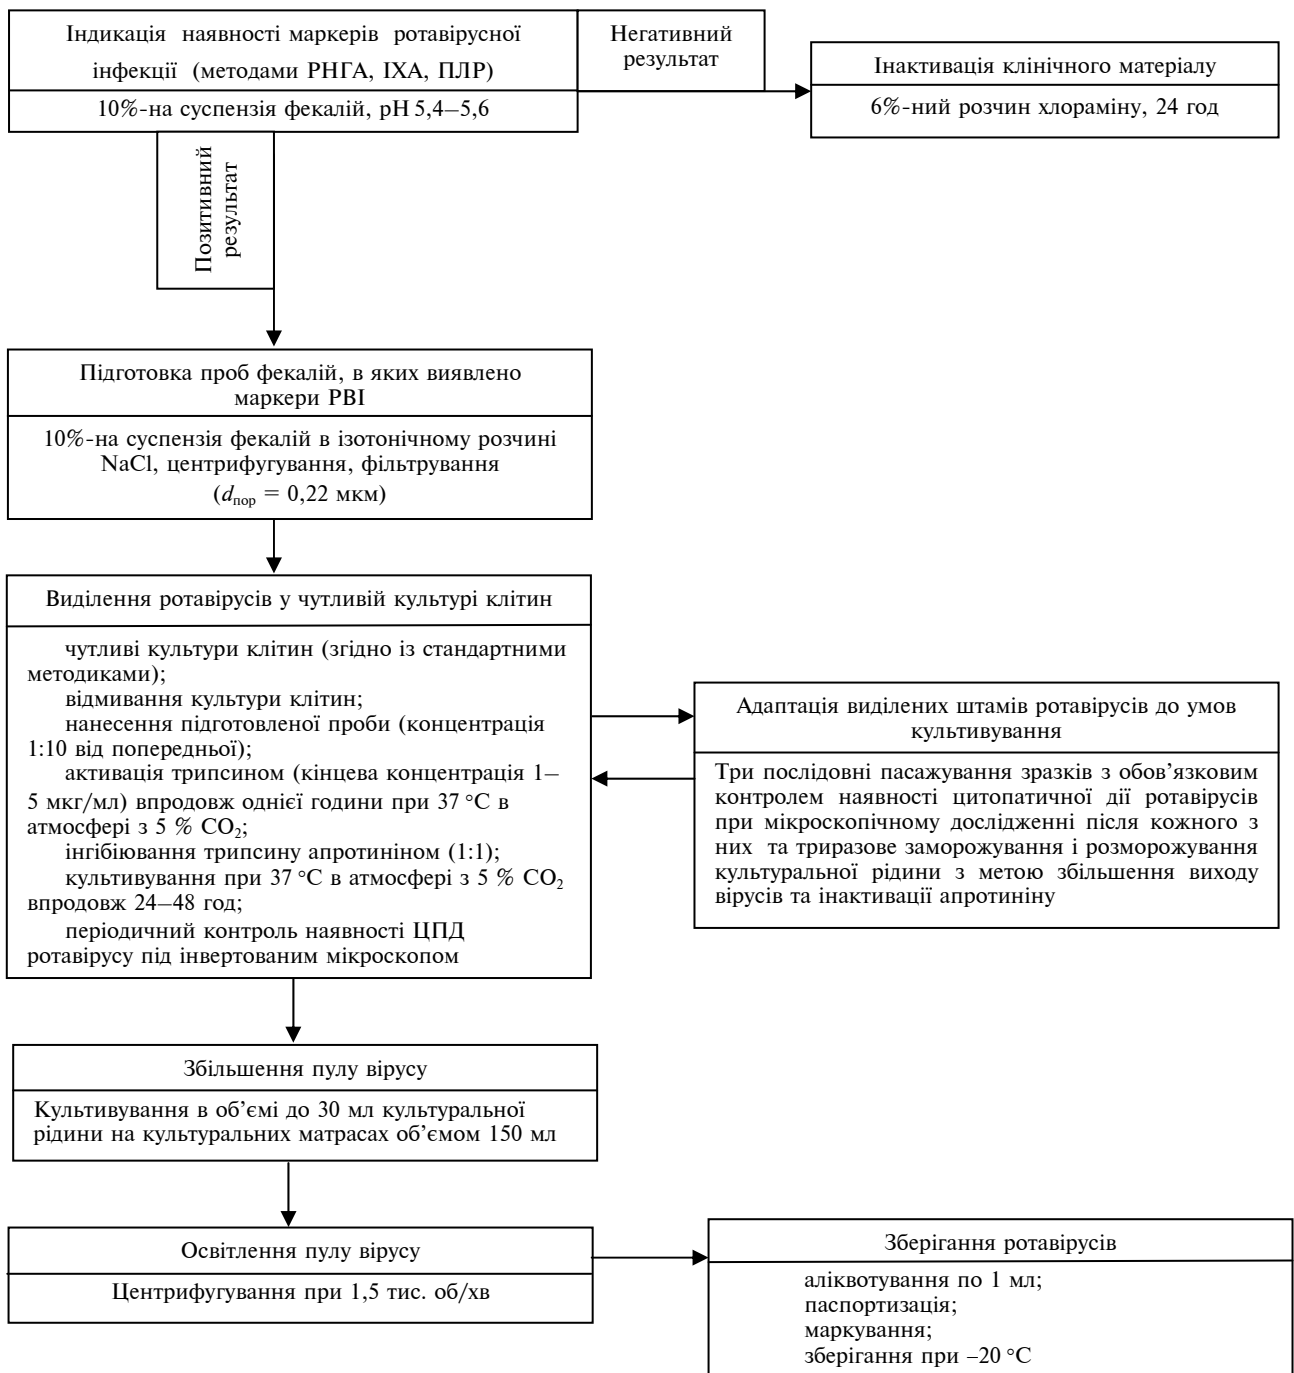 Індикація наявності маркерів ротавірусної
інфекції (методами РНГА, ІХА, ПЛР)
10%-на суспензія фекалій, pH 5,4–5,6
Негативний
результат
Інактивація клінічного матеріалу
6%-ний розчин хлораміну, 24 год
Позитивний
результат
Підготовка проб фекалій, в яких виявлено
маркери РВІ
10%-на суспензія фекалій в ізотонічному розчині
NaCl, центрифугування, фільтрування
(dпор = 0,22 мкм)
Виділення ротавірусів у чутливій культурі клітин
чутливі культури клітин (згідно із стандартними
методиками);
відмивання культури клітин;
нанесення підготовленої проби (концентрація
1:10 від попередньої);
активація трипсином (кінцева концентрація 1–
5 мкг/мл) впродовж однієї години при 37 °C в
атмосфері з 5 % CO₂;
інгібіювання трипсину апротиніном (1:1);
культивування при 37 °C в атмосфері з 5 % CO₂
впродовж 24–48 год;
періодичний контроль наявності ЦПД
ротавірусу під інвертованим мікроскопом
Адаптація виділених штамів ротавірусів до умов
культивування
Три послідовні пасажування зразків з обов’язковим
контролем наявності цитопатичної дії ротавірусів
при мікроскопічному дослідженні після кожного з
них та триразове заморожування і розморожування
культуральної рідини з метою збільшення виходу
вірусів та інактивації апротиніну
Збільшення пулу вірусу
Культивування в об’ємі до 30 мл культуральної
рідини на культуральних матрасах об’ємом 150 мл
Освітлення пулу вірусу
Центрифугування при 1,5 тис. об/хв
Зберігання ротавірусів
аліквотування по 1 мл;
паспортизація;
маркування;
зберігання при –20 °C